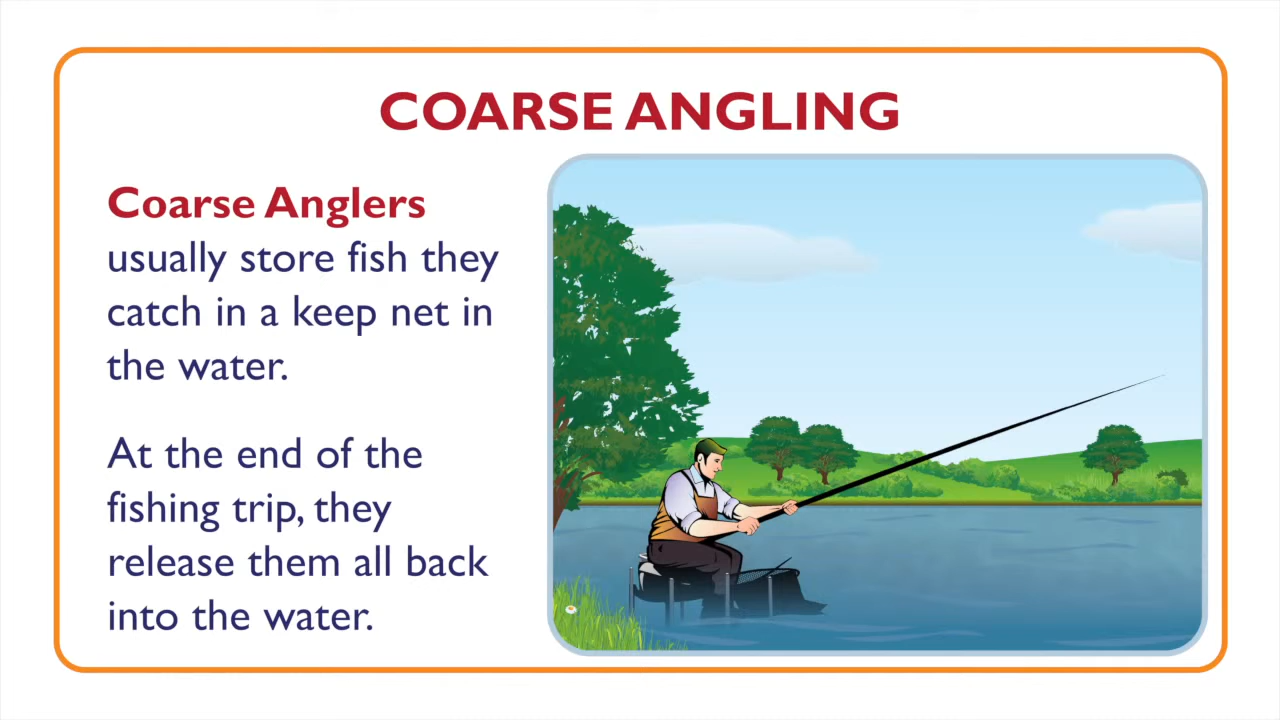 COARSE ANGLING
Coarse Anglers
usually store fish they
catch in a keep net in
the water.
At the end of the
fishing trip, they
release them all back
into the water.